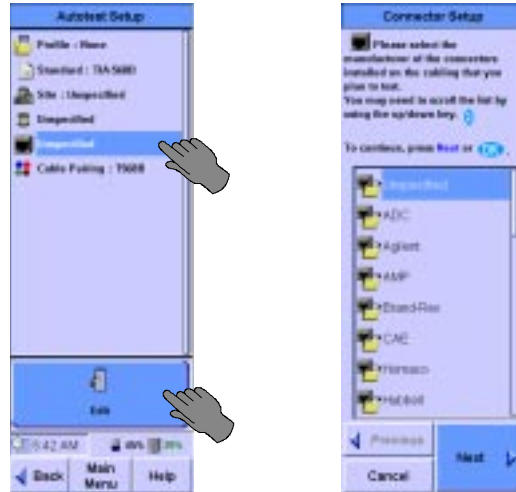 Autotest Setup
Profile : None
Standard : TIA-568B
Site : Unspecified
Unspecified
Unspecified
Cable Pairing : T568B
Edit
5:42 AM
Back
Main
Menu
Help
Connector Setup
Please select the
manufacturer of the connectors
installed on the cabling that you
plan to test.
You may need to scroll the list by
using the up/down key.
To continue, press Next or OK .
Unspecified
ADC
Agilent
AMP
Brand-Rex
CAE
Hubbell
Previous
Next
Cancel